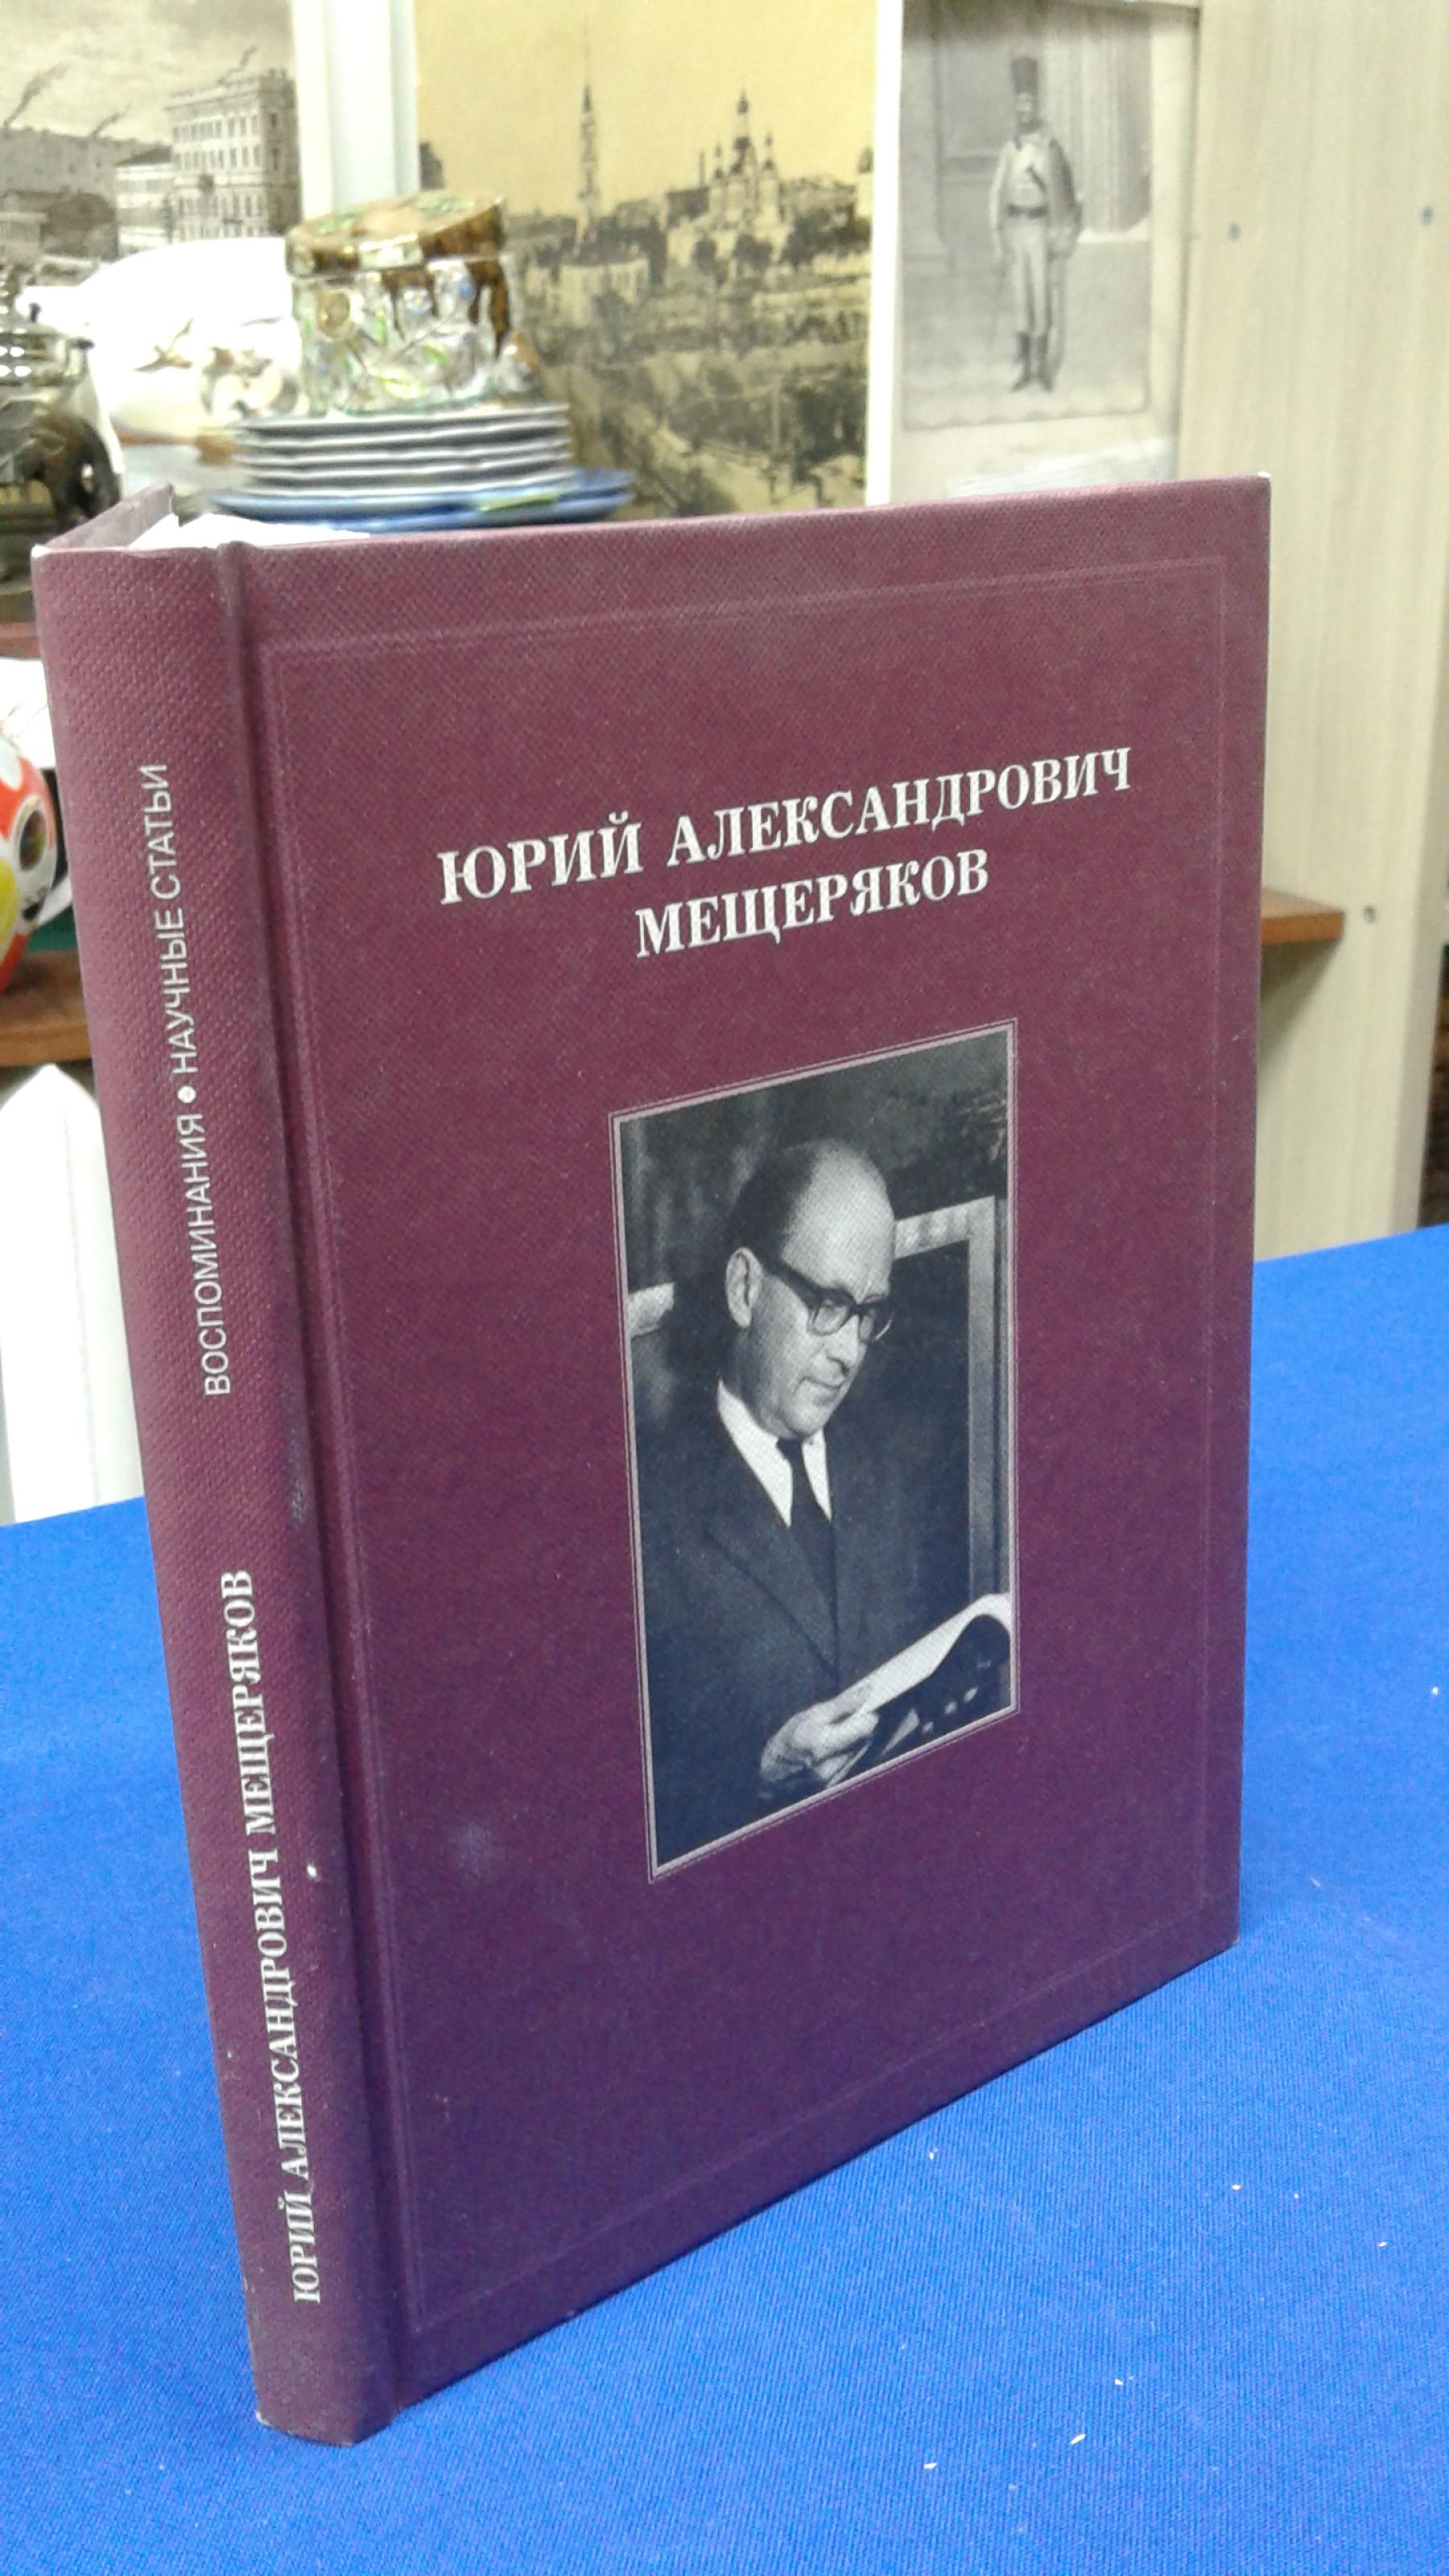 ЮРИЙ АЛЕКСАНДРОВИЧ
МЕЩЕРЯКОВ
ЮРИЙ АЛЕКСАНДРОВИЧ МЕЩЕРЯКОВ ВОСПОМИНАНИЯ • НАУЧНЫЕ СТАТЬИ